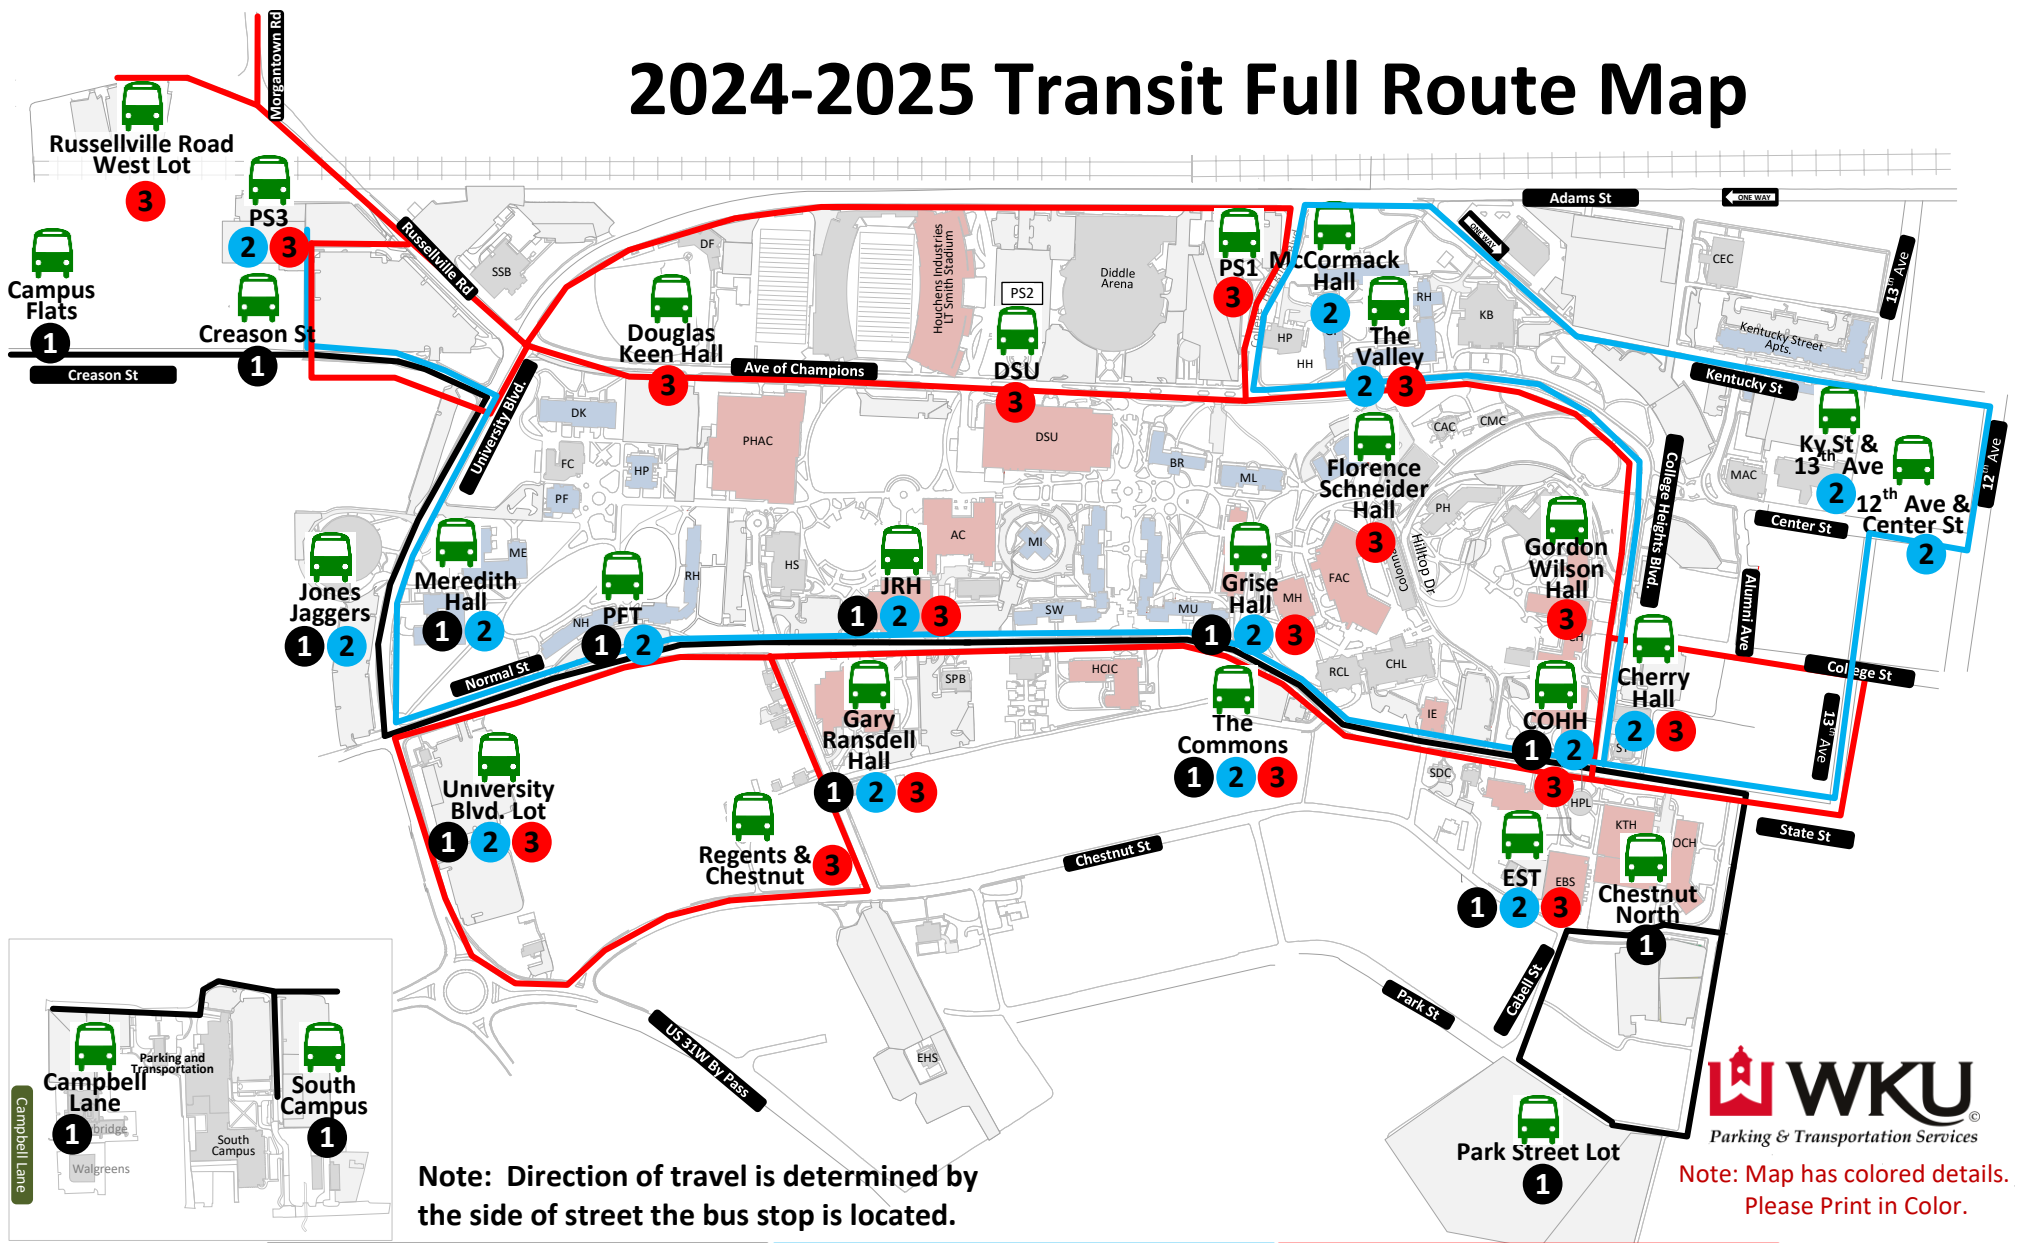 2024-2025 Transit Full Route Map
Morgantown Rd
Russellville Road
West Lot
3
PS3
2 3
Campus
Flats
1
Creason St
1
Creason St
Russellville Rd
SSB
DF
Douglas
Keen Hall
3
Ave of Champions
Houchens Industries
LT Smith Stadium
PS2
DSU
3
Diddle
Arena
PS1
3
McCormack
Hall
2
HP
HH
RH
The
Valley
2 3
KB
Adams St
ONE WAY
ONE WAY
CEC
13th Ave
Kentucky Street
Apts.
Kentucky St
Ky St &
13th Ave
2
12th Ave
12th Ave &
Center St
2
Center St
MAC
University Blvd.
DK
FC
HP
PF
PHAC
DSU
BR
ML
CAC
CMC
Florence
Schneider
Hall
3
PH
Hilltop Dr
College Heights Blvd.
Gordon
Wilson
Hall
3
Alumni Ave
College St
13th Ave
Jones
Jaggers
1 2
Meredith
Hall
1 2
ME
NH
PFT
1 2
RH
HS
JRH
1 2 3
AC
MI
SW
MU
Grise
Hall
1 2 3
MH
FAC
Normal St
RCL
CHL
IE
COHH
1 2
3
Cherry
Hall
2 3
Gary
Ransdell
Hall
1 2 3
SPB
HCIC
The
Commons
1 2 3
SDC
HPL
University
Blvd. Lot
1 2 3
Regents &
Chestnut
3
Chestnut St
State St
KTH
OCH
EST
1 2 3
EBS
Chestnut
North
1
Cabell St
Park St
US 31W By Pass
EHS
Park Street Lot
1
Campbell Lane
Campbell
Lane
1
Parking and
Transportation
South
Campus
1
South
Campus
Walgreens
WKU
©
Parking & Transportation Services
Note: Direction of travel is determined by
the side of street the bus stop is located.
Note: Map has colored details.
Please Print in Color.